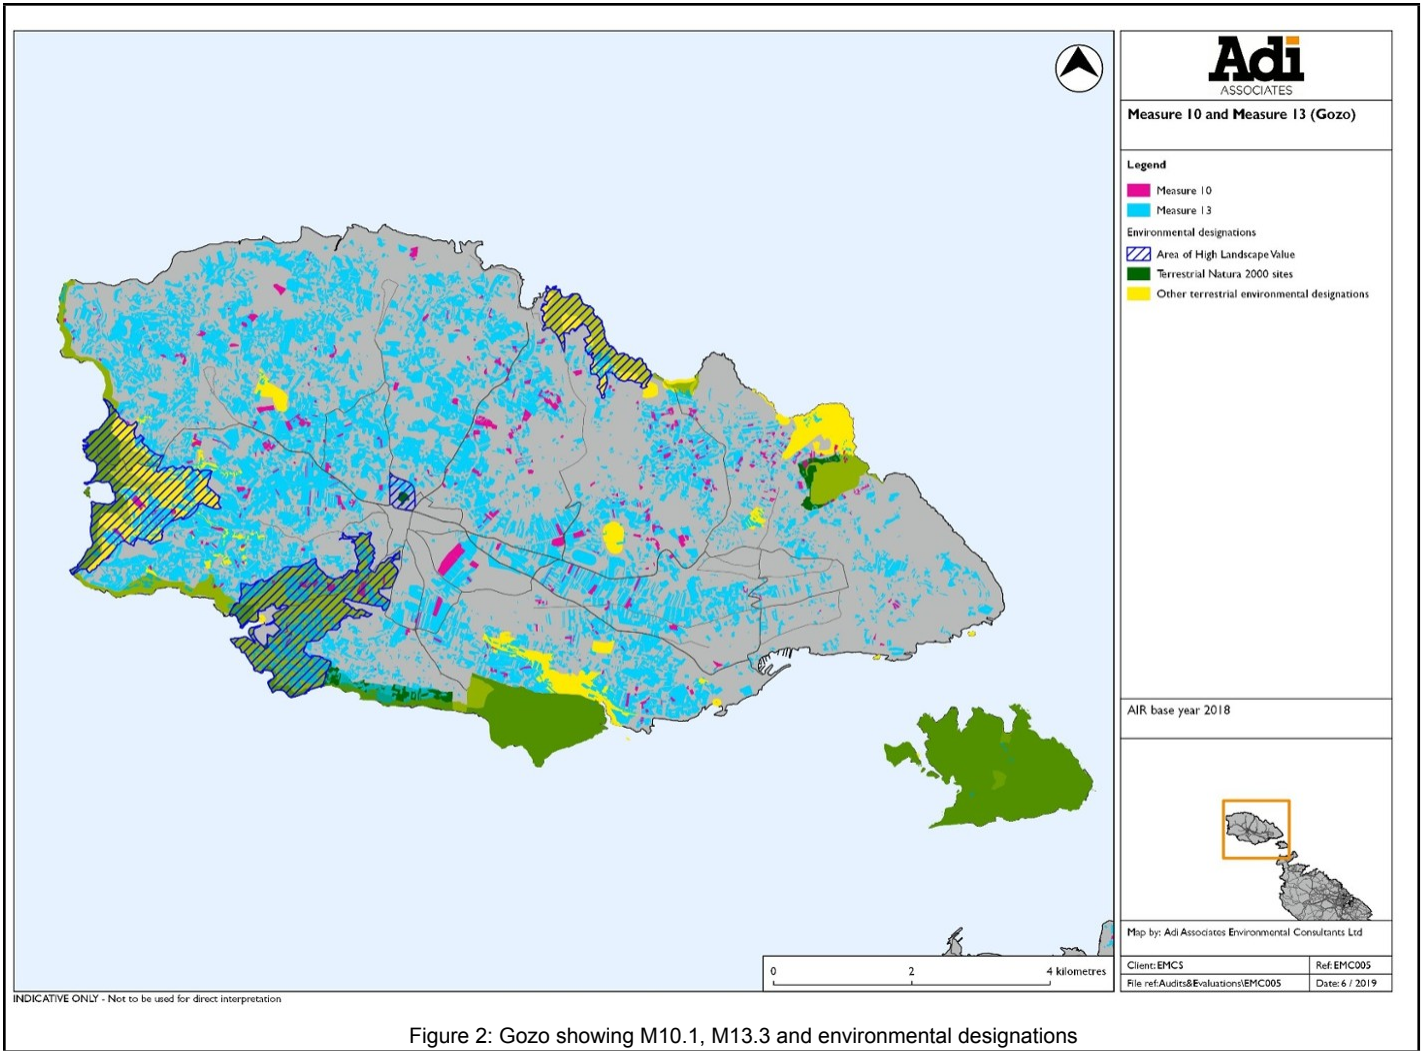 Adi
ASSOCIATES
Measure 10 and Measure 13 (Gozo)
Legend
Measure 10
Measure 13
Environmental designations
Area of High Landscape Value
Terrestrial Natura 2000 sites
Other terrestrial environmental designations
AIR base year 2018
Map by: Adi Associates Environmental Consultants Ltd
Client: EMCS
Ref: EMC005
File ref: Audits&Evaluations\EMC005
Date: 6 / 2019
0 2 4 kilometres
INDICATIVE ONLY - Not to be used for direct interpretation
Figure 2: Gozo showing M10.1, M13.3 and environmental designations